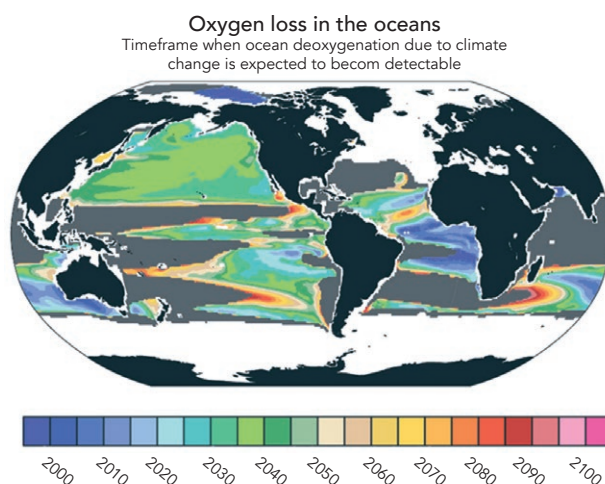 Oxygen loss in the oceans
Timeframe when ocean deoxygenation due to climate
change is expected to becom detectable
2000 2010 2020 2030 2040 2050 2060 2070 2080 2090 2100